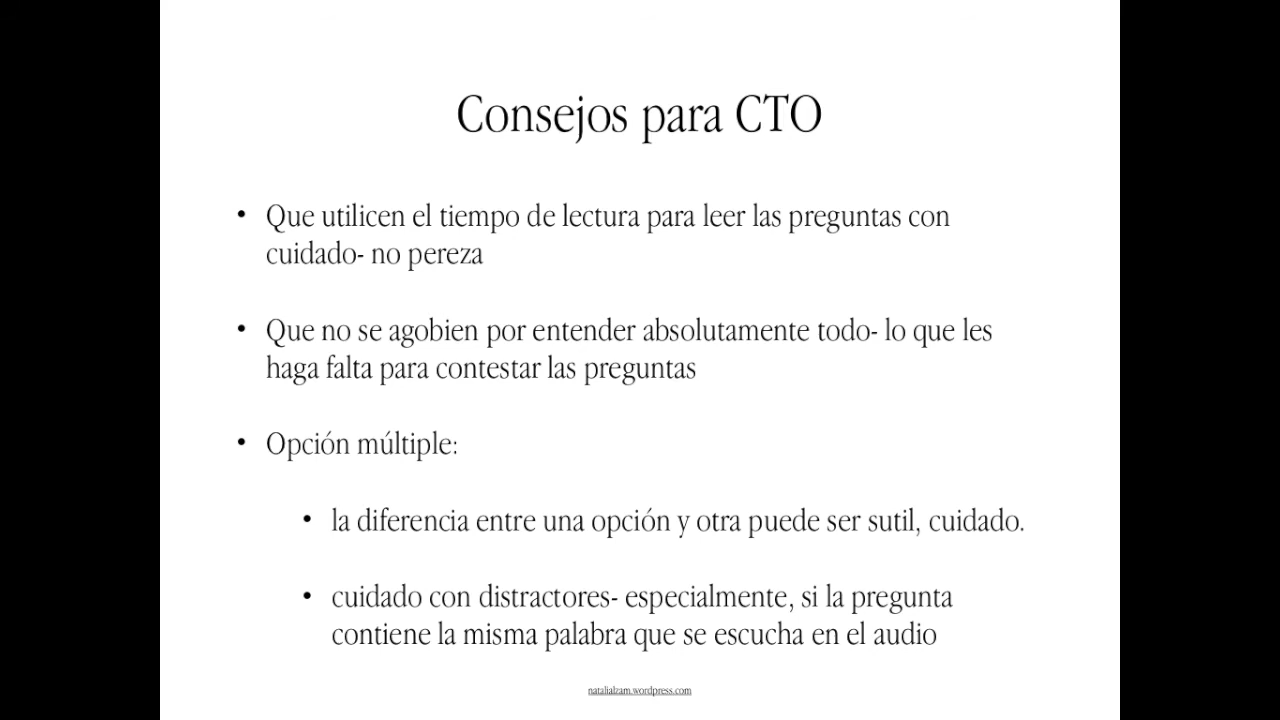 Consejos para CTO
• Que utilicen el tiempo de lectura para leer las preguntas con
cuidado- no pereza
• Que no se agobien por entender absolutamente todo- lo que les
haga falta para contestar las preguntas
• Opción múltiple:
• la diferencia entre una opción y otra puede ser sutil, cuidado.
• cuidado con distractores- especialmente, si la pregunta
contiene la misma palabra que se escucha en el audio
natalialzam.wordpress.com